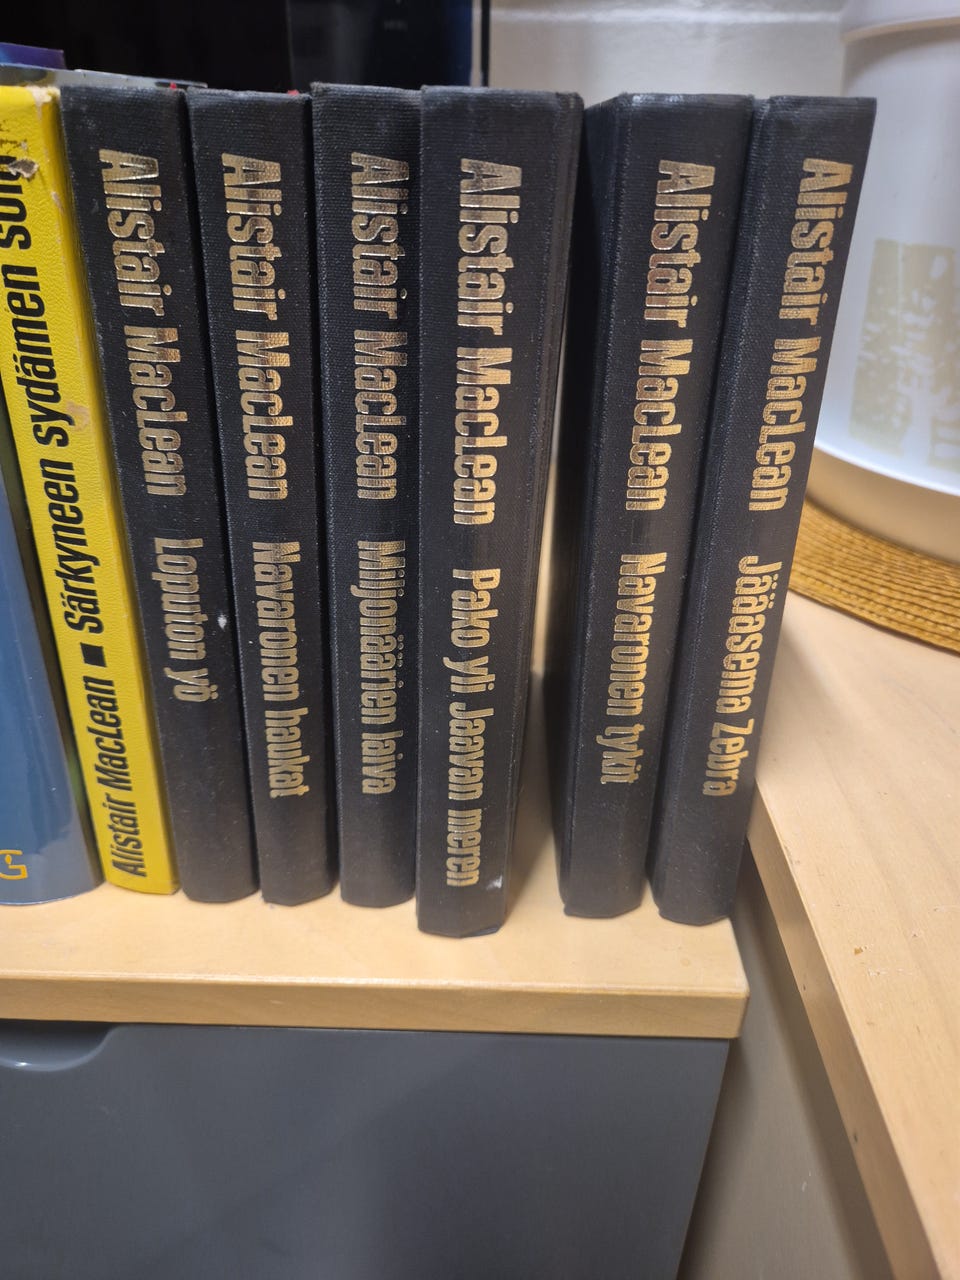 G
Alistair MacLean ■ Särkyneen sydämen sola
Alistair MacLean Loputon yö
Alistair MacLean Navaronen haukat
Alistair MacLean Miljonäärien laiva
Alistair MacLean Pako yli Jaavan meren
Alistair MacLean Navaronen tykit
Alistair MacLean Jääasema Zebra